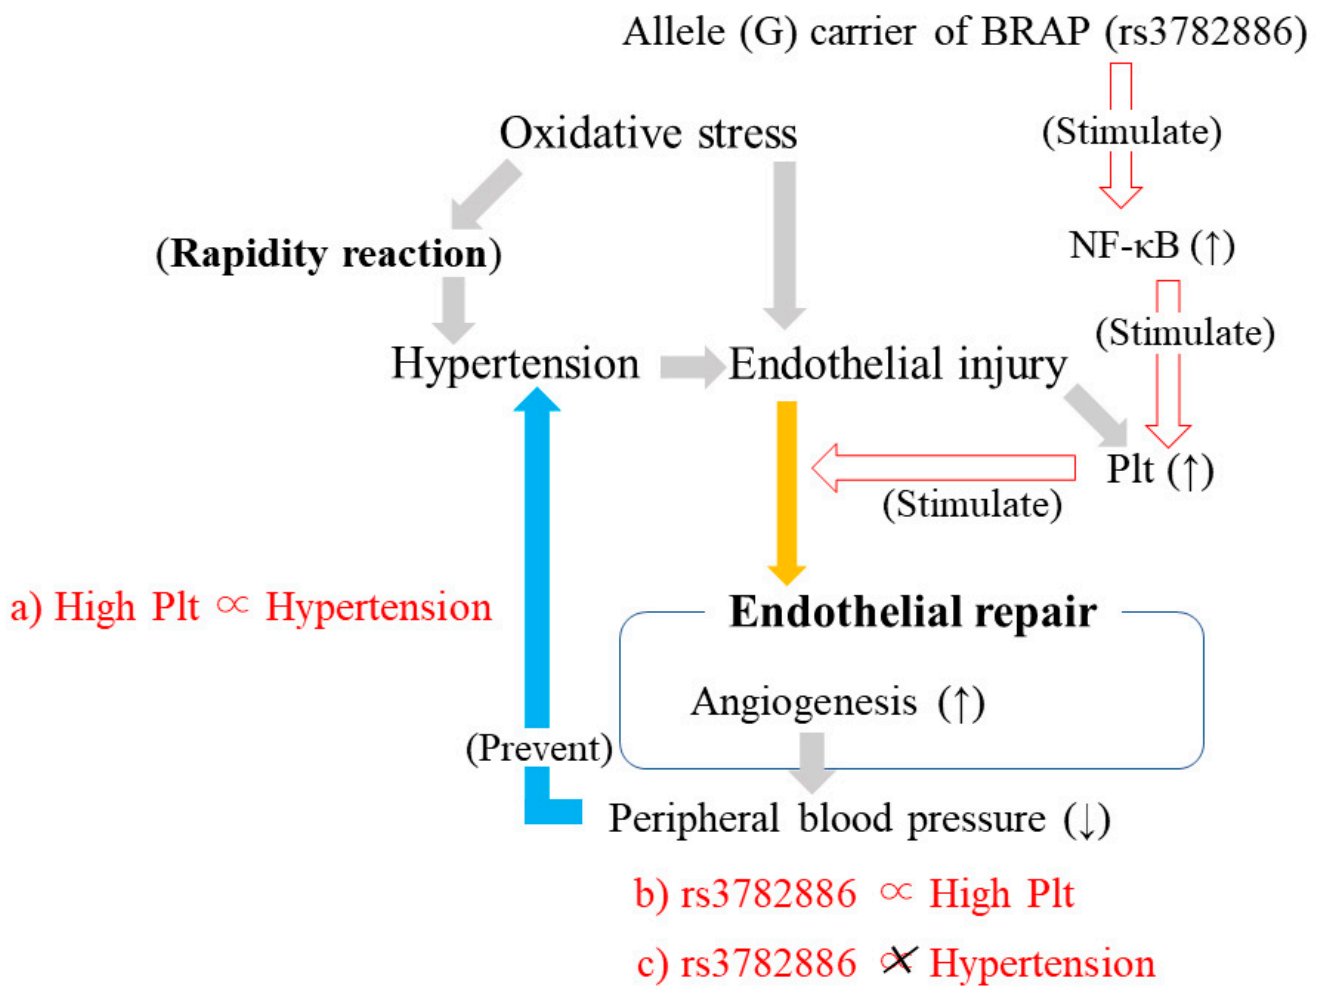 Allele (G) carrier of BRAP (rs3782886)
Oxidative stress
(Stimulate)
(Rapidity reaction)
NF-κB (↑)
(Stimulate)
Hypertension
Endothelial injury
Plt (↑)
(Stimulate)
a) High Plt ∝ Hypertension
Endothelial repair
Angiogenesis (↑)
(Prevent)
Peripheral blood pressure (↓)
b) rs3782886 ∝ High Plt
c) rs3782886 ∝ Hypertension